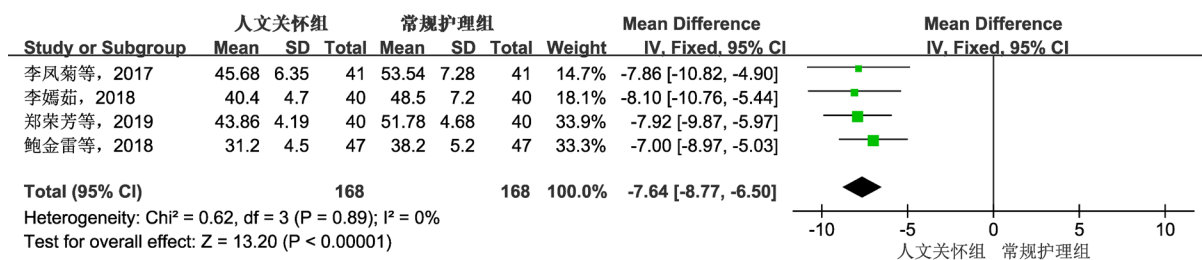 人文关怀组 常规护理组 Mean Difference Mean Difference
Study or Subgroup Mean SD Total Mean SD Total Weight IV, Fixed, 95% CI IV, Fixed, 95% CI
李凤菊等，2017 45.68 6.35 41 53.54 7.28 41 14.7% -7.86 [-10.82, -4.90]
李嫣茹，2018 40.4 4.7 40 48.5 7.2 40 18.1% -8.10 [-10.76, -5.44]
郑荣芳等，2019 43.86 4.19 40 51.78 4.68 40 33.9% -7.92 [-9.87, -5.97]
鲍金雷等，2018 31.2 4.5 47 38.2 5.2 47 33.3% -7.00 [-8.97, -5.03]
Total (95% CI) 168 168 100.0% -7.64 [-8.77, -6.50]
Heterogeneity: Chi² = 0.62, df = 3 (P = 0.89); I² = 0%
Test for overall effect: Z = 13.20 (P < 0.00001)
-10 -5 0 5 10
人文关怀组 常规护理组